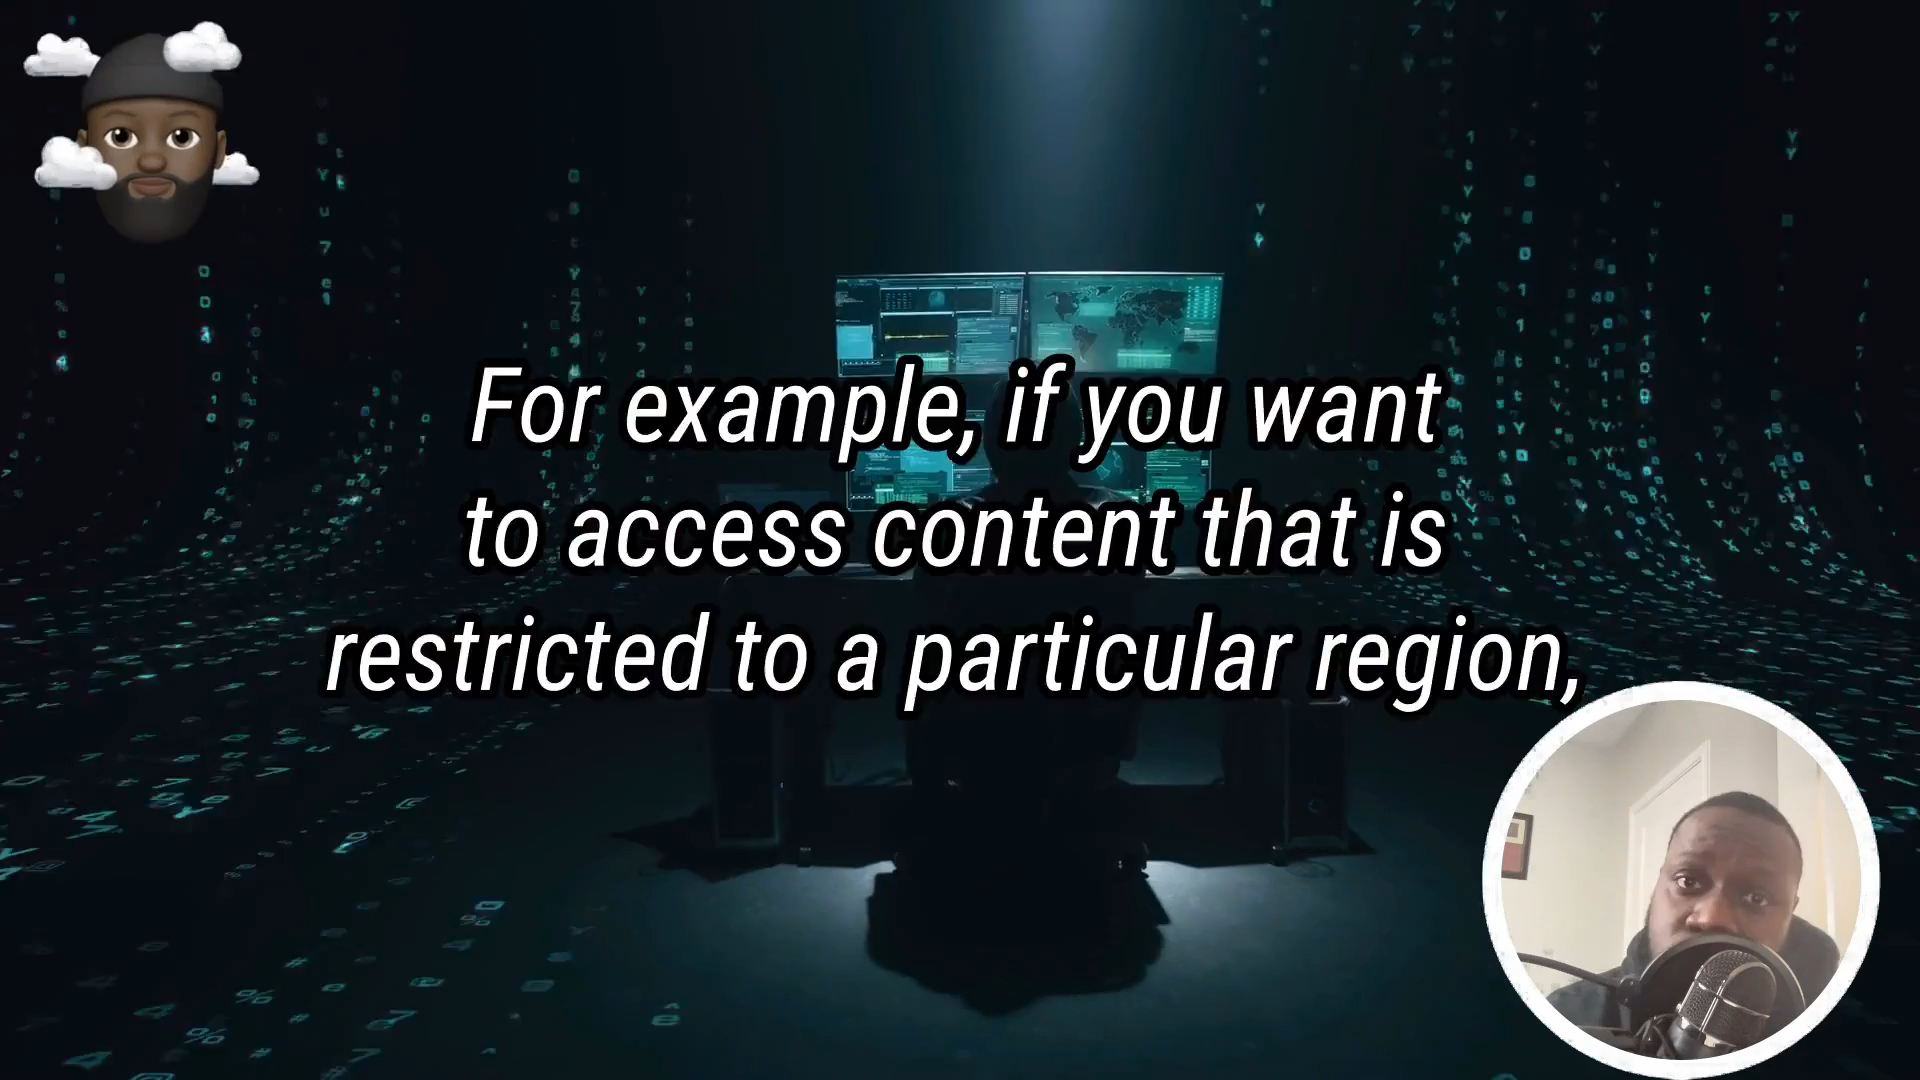 For example, if you want
to access content that is
restricted to a particular region,